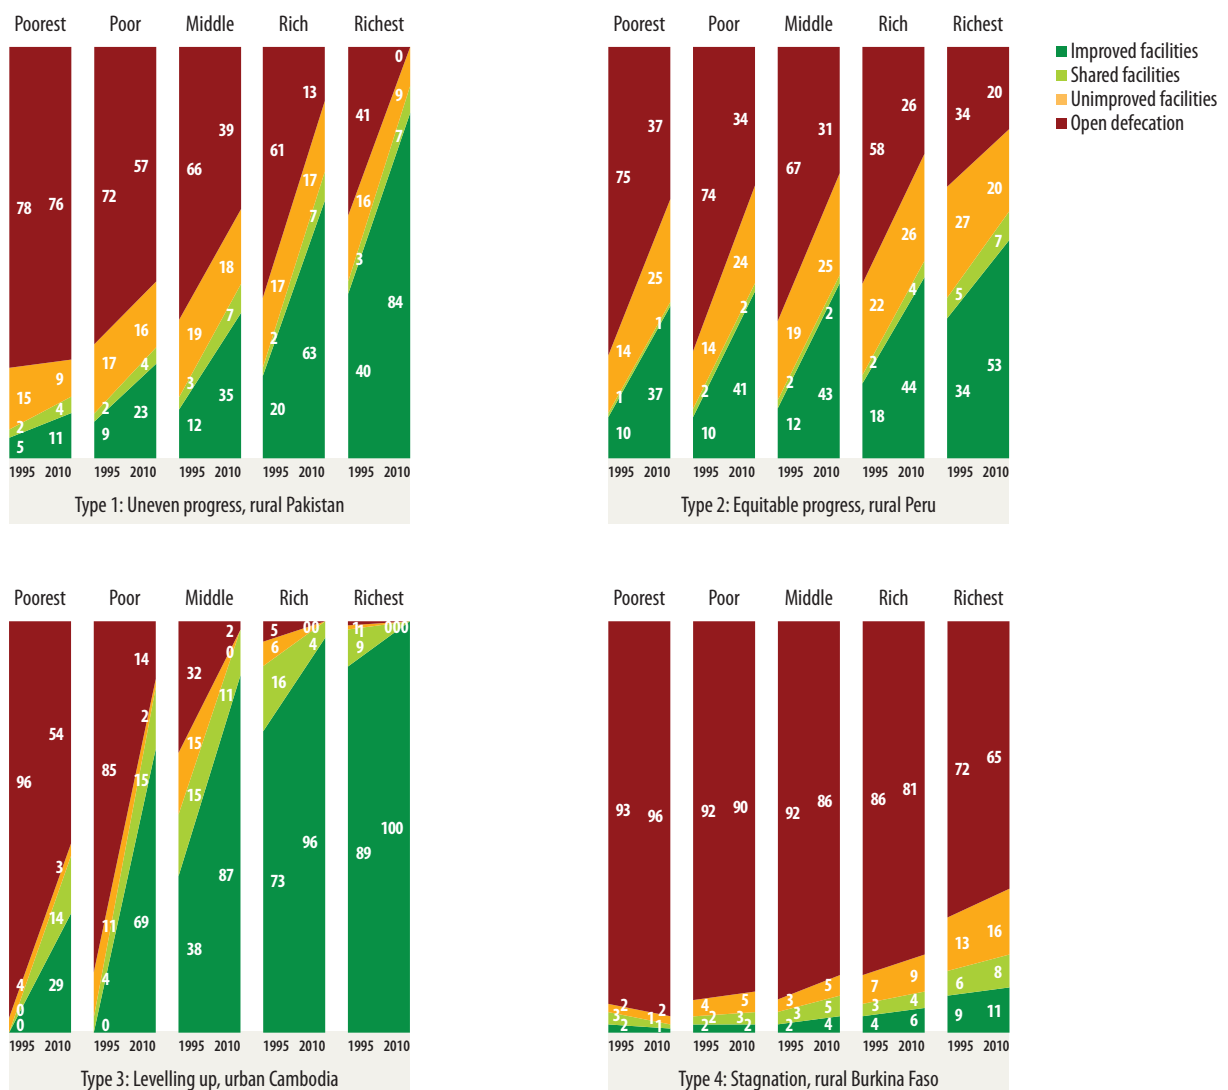 Poorest Poor Middle Rich Richest
78 76 72 57 66 39 61 13 41 0
15 9 17 16 19 18 17 17 16 9
2 4 2 4 3 7 2 7 3 7
5 11 9 23 12 35 20 63 40 84
1995 2010 1995 2010 1995 2010 1995 2010 1995 2010
Type 1: Uneven progress, rural Pakistan
Poorest Poor Middle Rich Richest
75 37 74 34 67 31 58 26 34 20
14 25 14 24 19 25 22 26 27 20
1 1 2 2 2 2 2 4 5 7
10 37 10 41 12 43 18 44 34 53
1995 2010 1995 2010 1995 2010 1995 2010 1995 2010
Type 2: Equitable progress, rural Peru
Improved facilities
Shared facilities
Unimproved facilities
Open defecation
Poorest Poor Middle Rich Richest
96 54 85 14 32 2 5 0 1 0
4 3 11 2 15 0 6 0 1 0
0 14 4 15 15 11 16 4 9 0
0 29 0 69 38 87 73 96 89 100
1995 2010 1995 2010 1995 2010 1995 2010 1995 2010
Type 3: Levelling up, urban Cambodia
Poorest Poor Middle Rich Richest
93 96 92 90 92 86 86 81 72 65
2 2 4 5 3 5 7 9 13 16
3 1 2 3 3 5 3 4 6 8
2 1 2 2 2 4 4 6 9 11
1995 2010 1995 2010 1995 2010 1995 2010 1995 2010
Type 4: Stagnation, rural Burkina Faso